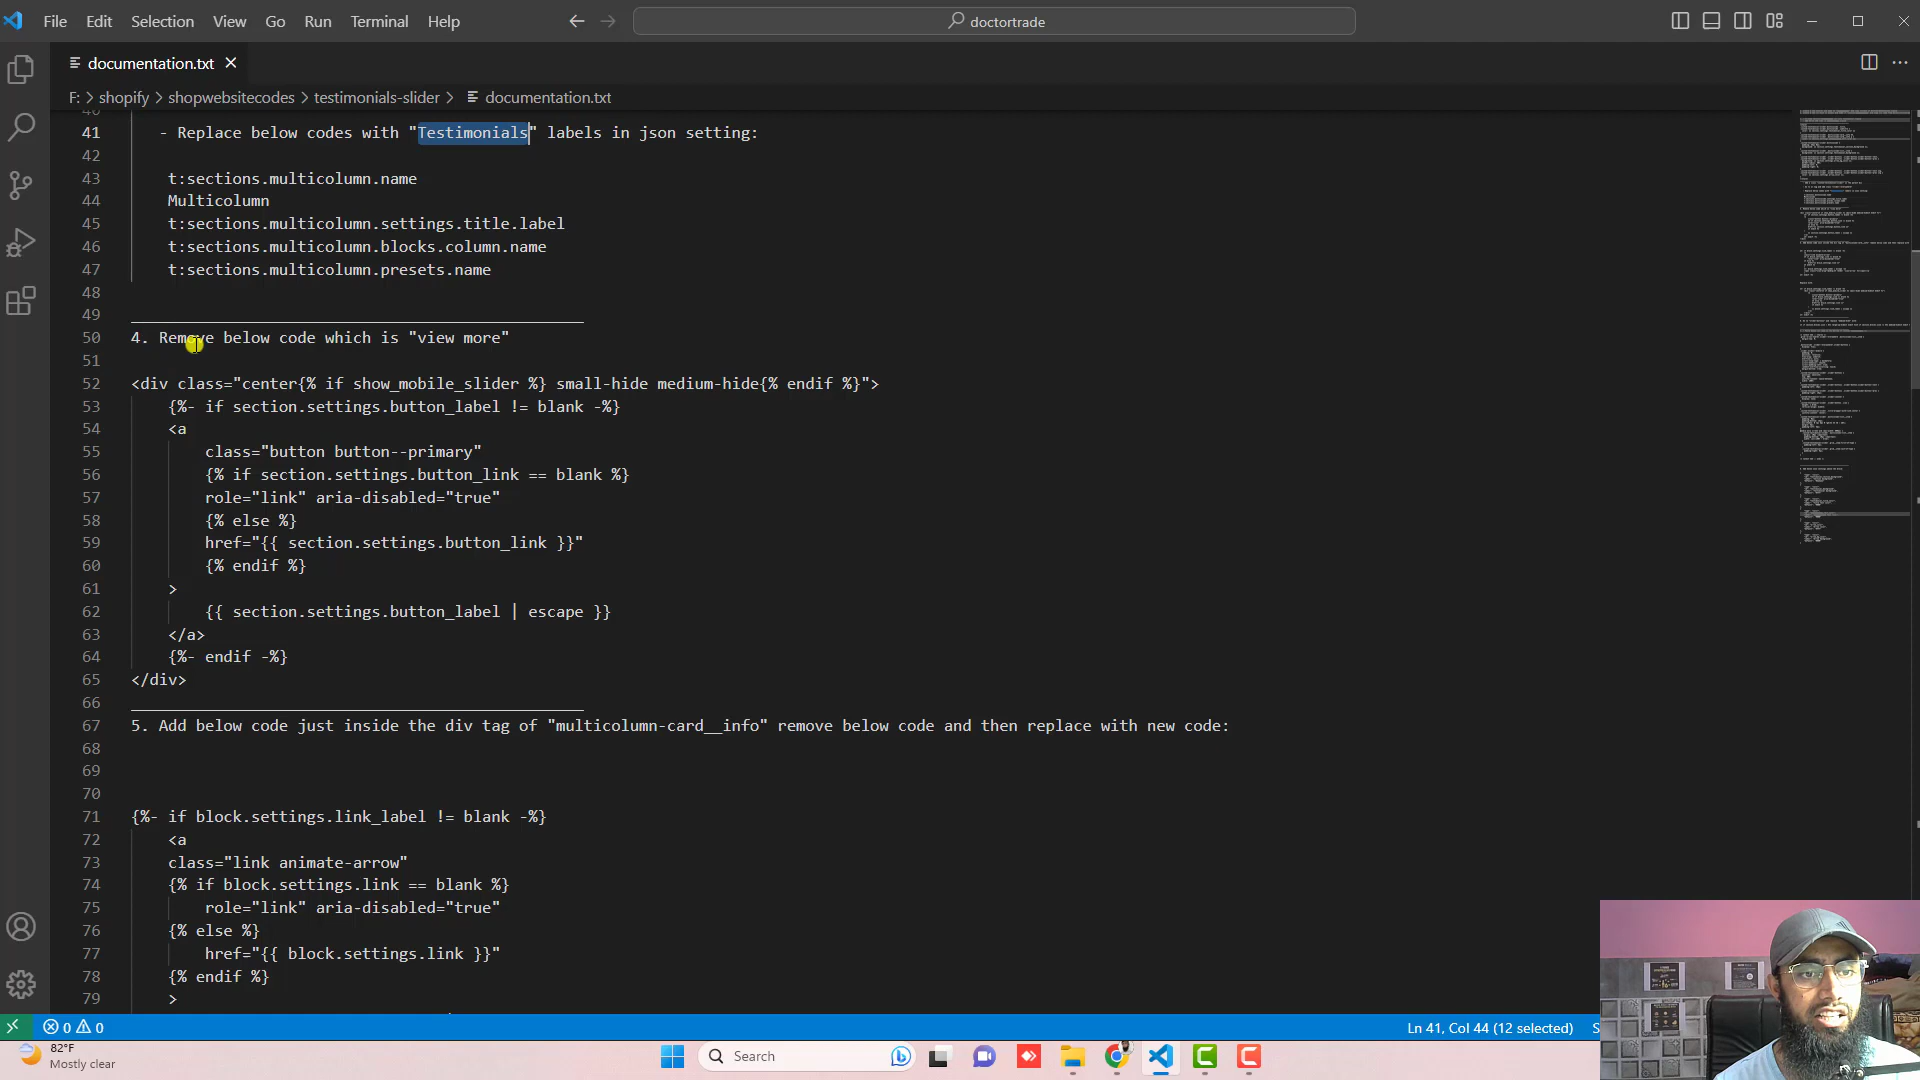 File Edit Selection View Go Run Terminal Help
doctortrade
documentation.txt
F: > shopify > shopwebsitecodes > testimonials-slider > documentation.txt
41 - Replace below codes with "Testimonials" labels in json setting:
42
43 t:sections.multicolumn.name
44 Multicolumn
45 t:sections.multicolumn.settings.title.label
46 t:sections.multicolumn.blocks.column.name
47 t:sections.multicolumn.presets.name
48
49 _________________________________________________
50 4. Remove below code which is "view more"
51
52 <div class="center{% if show_mobile_slider %} small-hide medium-hide{% endif %}">
53 {%- if section.settings.button_label != blank -%}
54 <a
55 class="button button--primary"
56 {% if section.settings.button_link == blank %}
57 role="link" aria-disabled="true"
58 {% else %}
59 href="{{ section.settings.button_link }}"
60 {% endif %}
61 >
62 {{ section.settings.button_label | escape }}
63 </a>
64 {%- endif -%}
65 </div>
66 _________________________________________________
67 5. Add below code just inside the div tag of "multicolumn-card__info" remove below code and then replace with new code:
68
69
70
71 {%- if block.settings.link_label != blank -%}
72 <a
73 class="link animate-arrow"
74 {% if block.settings.link == blank %}
75 role="link" aria-disabled="true"
76 {% else %}
77 href="{{ block.settings.link }}"
78 {% endif %}
79 >
0 0
Ln 41, Col 44 (12 selected)
82°F
Mostly clear
Search